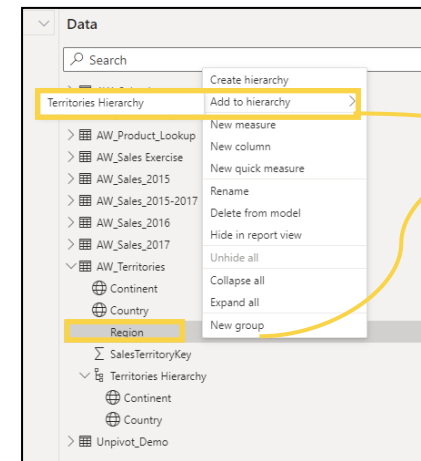 Data
Search
Create hierarchy
Territories Hierarchy
Add to hierarchy
New measure
AW_Product_Lookup
New column
AW_Sales Exercise
New quick measure
AW_Sales_2015
Rename
AW_Sales_2015-2017
Delete from model
AW_Sales_2016
Hide in report view
AW_Sales_2017
Unhide all
AW_Territories
Collapse all
Continent
Expand all
Country
New group
Region
SalesTerritoryKey
Territories Hierarchy
Continent
Country
Unpivot_Demo